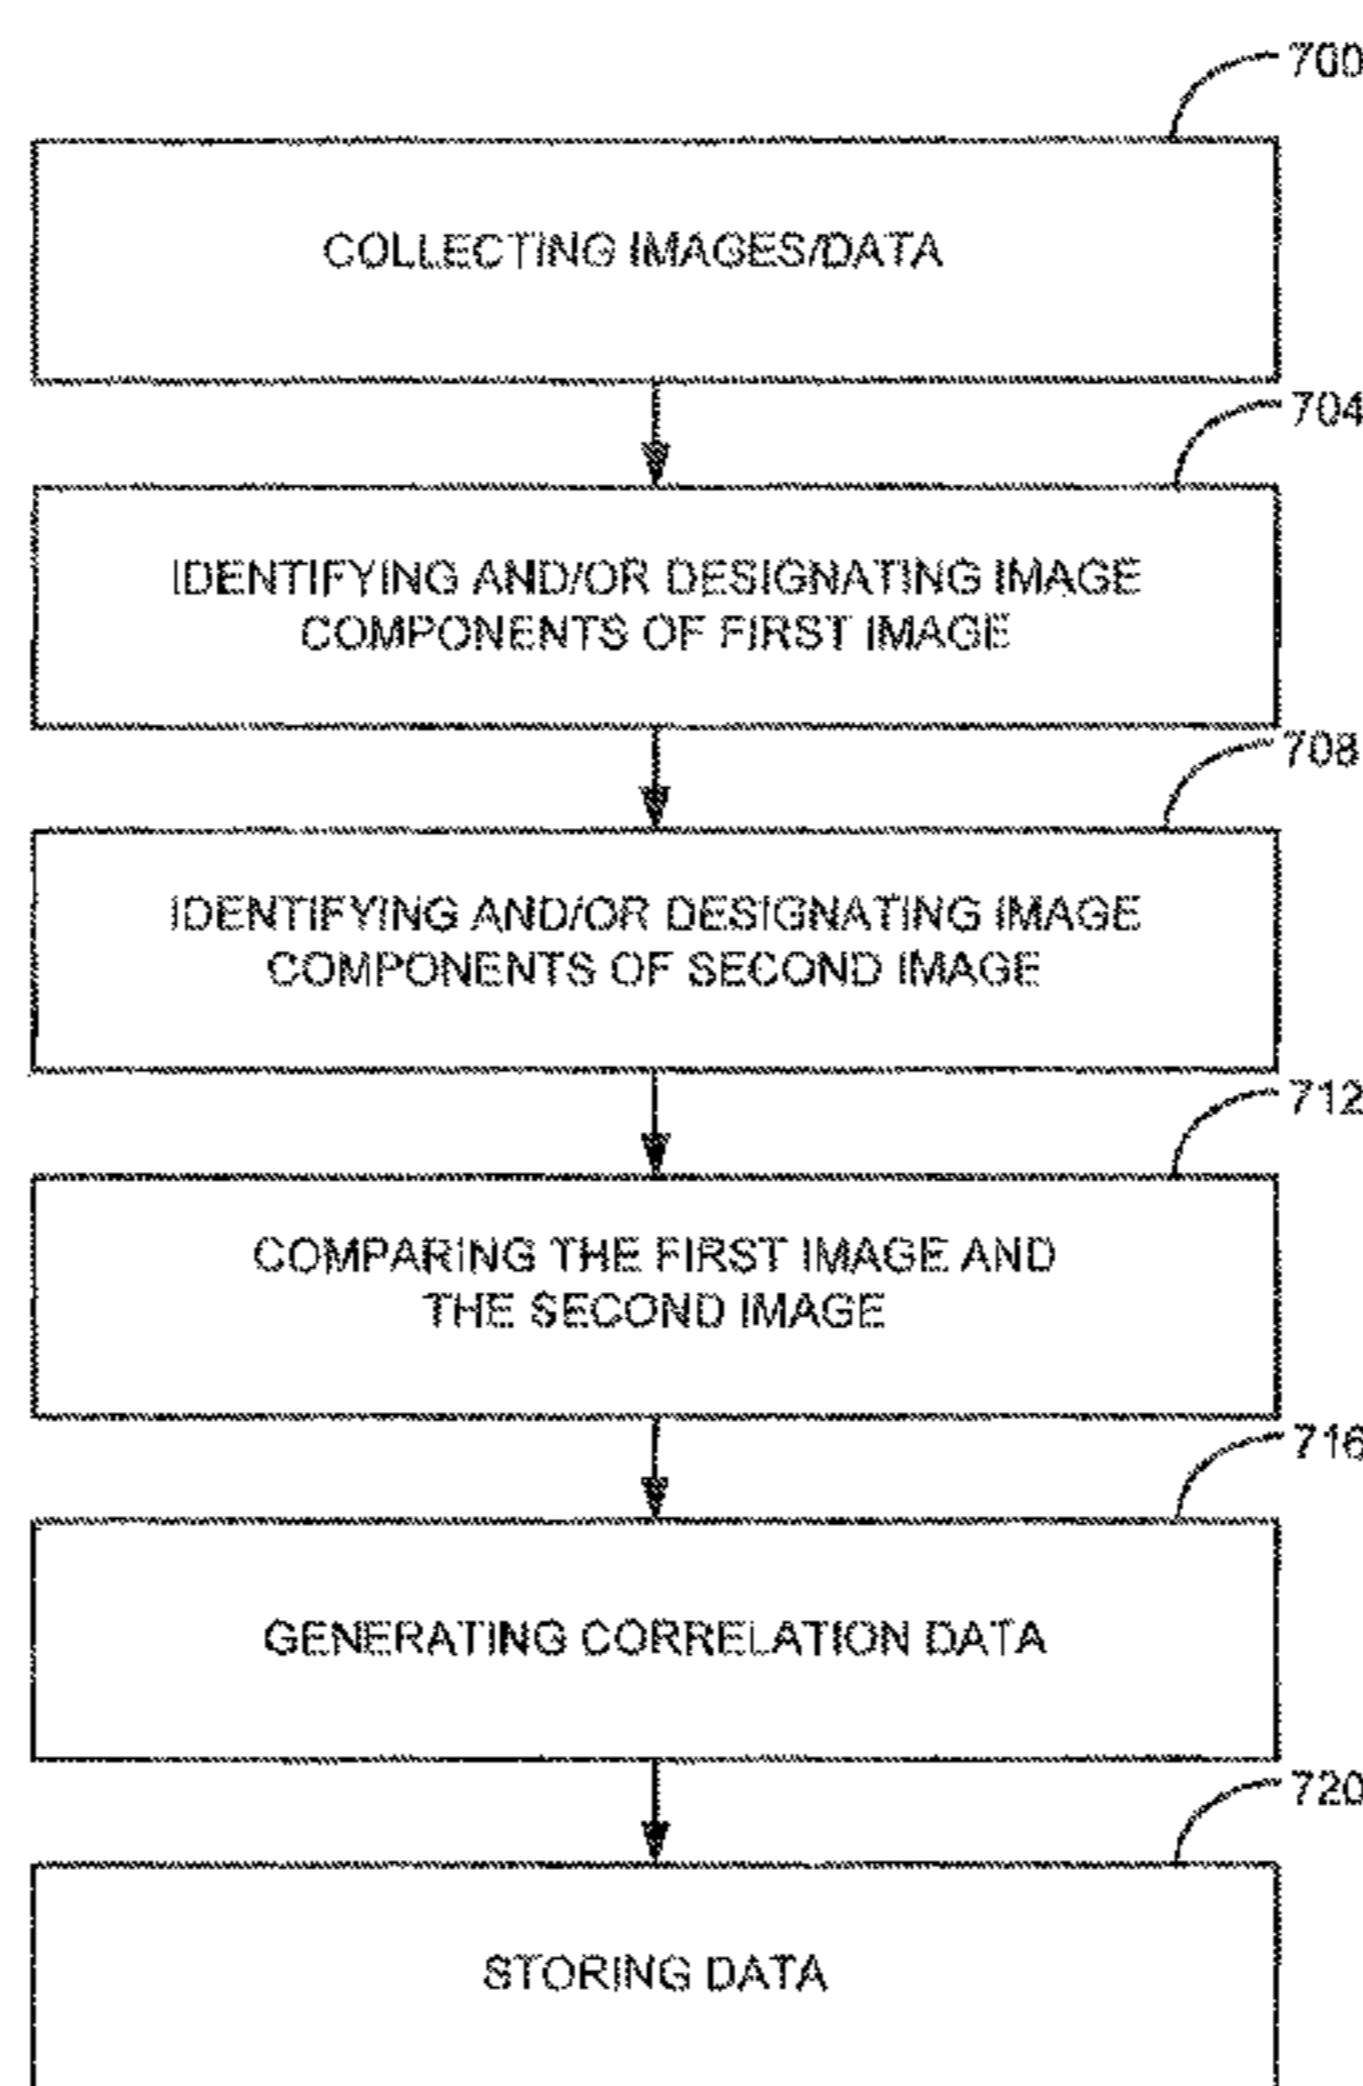 700
COLLECTING IMAGES/DATA
704
IDENTIFYING AND/OR DESIGNATING IMAGE
COMPONENTS OF FIRST IMAGE
708
IDENTIFYING AND/OR DESIGNATING IMAGE
COMPONENTS OF SECOND IMAGE
712
COMPARING THE FIRST IMAGE AND
THE SECOND IMAGE
716
GENERATING CORRELATION DATA
720
STORING DATA